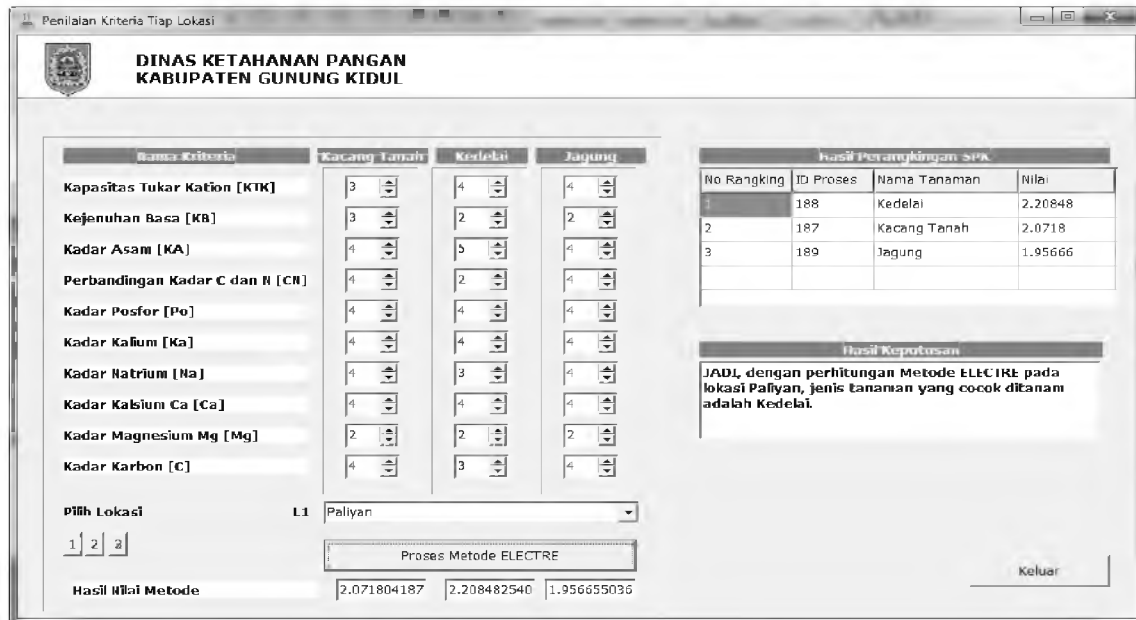 Penilaian Kriteria Tiap Lokasi
DINAS KETAHANAN PANGAN
KABUPATEN GUNUNG KIDUL
Nama Kriteria Kacang Tanah Kedelai Jagung
Kapasitas Tukar Kation [KTK] 3 4 4
Kejenuhan Basa [KB] 3 2 2
Kadar Asam [KA] 4 5 4
Perbandingan Kadar C dan N [CN] 4 2 4
Kadar Posfor [Po] 4 4 4
Kadar Kalium [Ka] 4 4 4
Kadar Natrium [Na] 4 3 4
Kadar Kalsium Ca [Ca] 4 4 4
Kadar Magnesium Mg [Mg] 2 2 2
Kadar Karbon [C] 4 3 4
Pilih Lokasi L1 Paliyan
1 2 3
Proses Metode ELECTRE
Hasil Nilai Metode 2.071804187 2.208482540 1.956655036
Hasil Perangkingan SPK
No Rangking ID Proses Nama Tanaman Nilai
1 188 Kedelai 2.20848
2 187 Kacang Tanah 2.0718
3 189 Jagung 1.95666
Hasil Keputusan
JADI, dengan perhitungan Metode ELECTRE pada
lokasi Paliyan, jenis tanaman yang cocok ditanam
adalah Kedelai.
Keluar